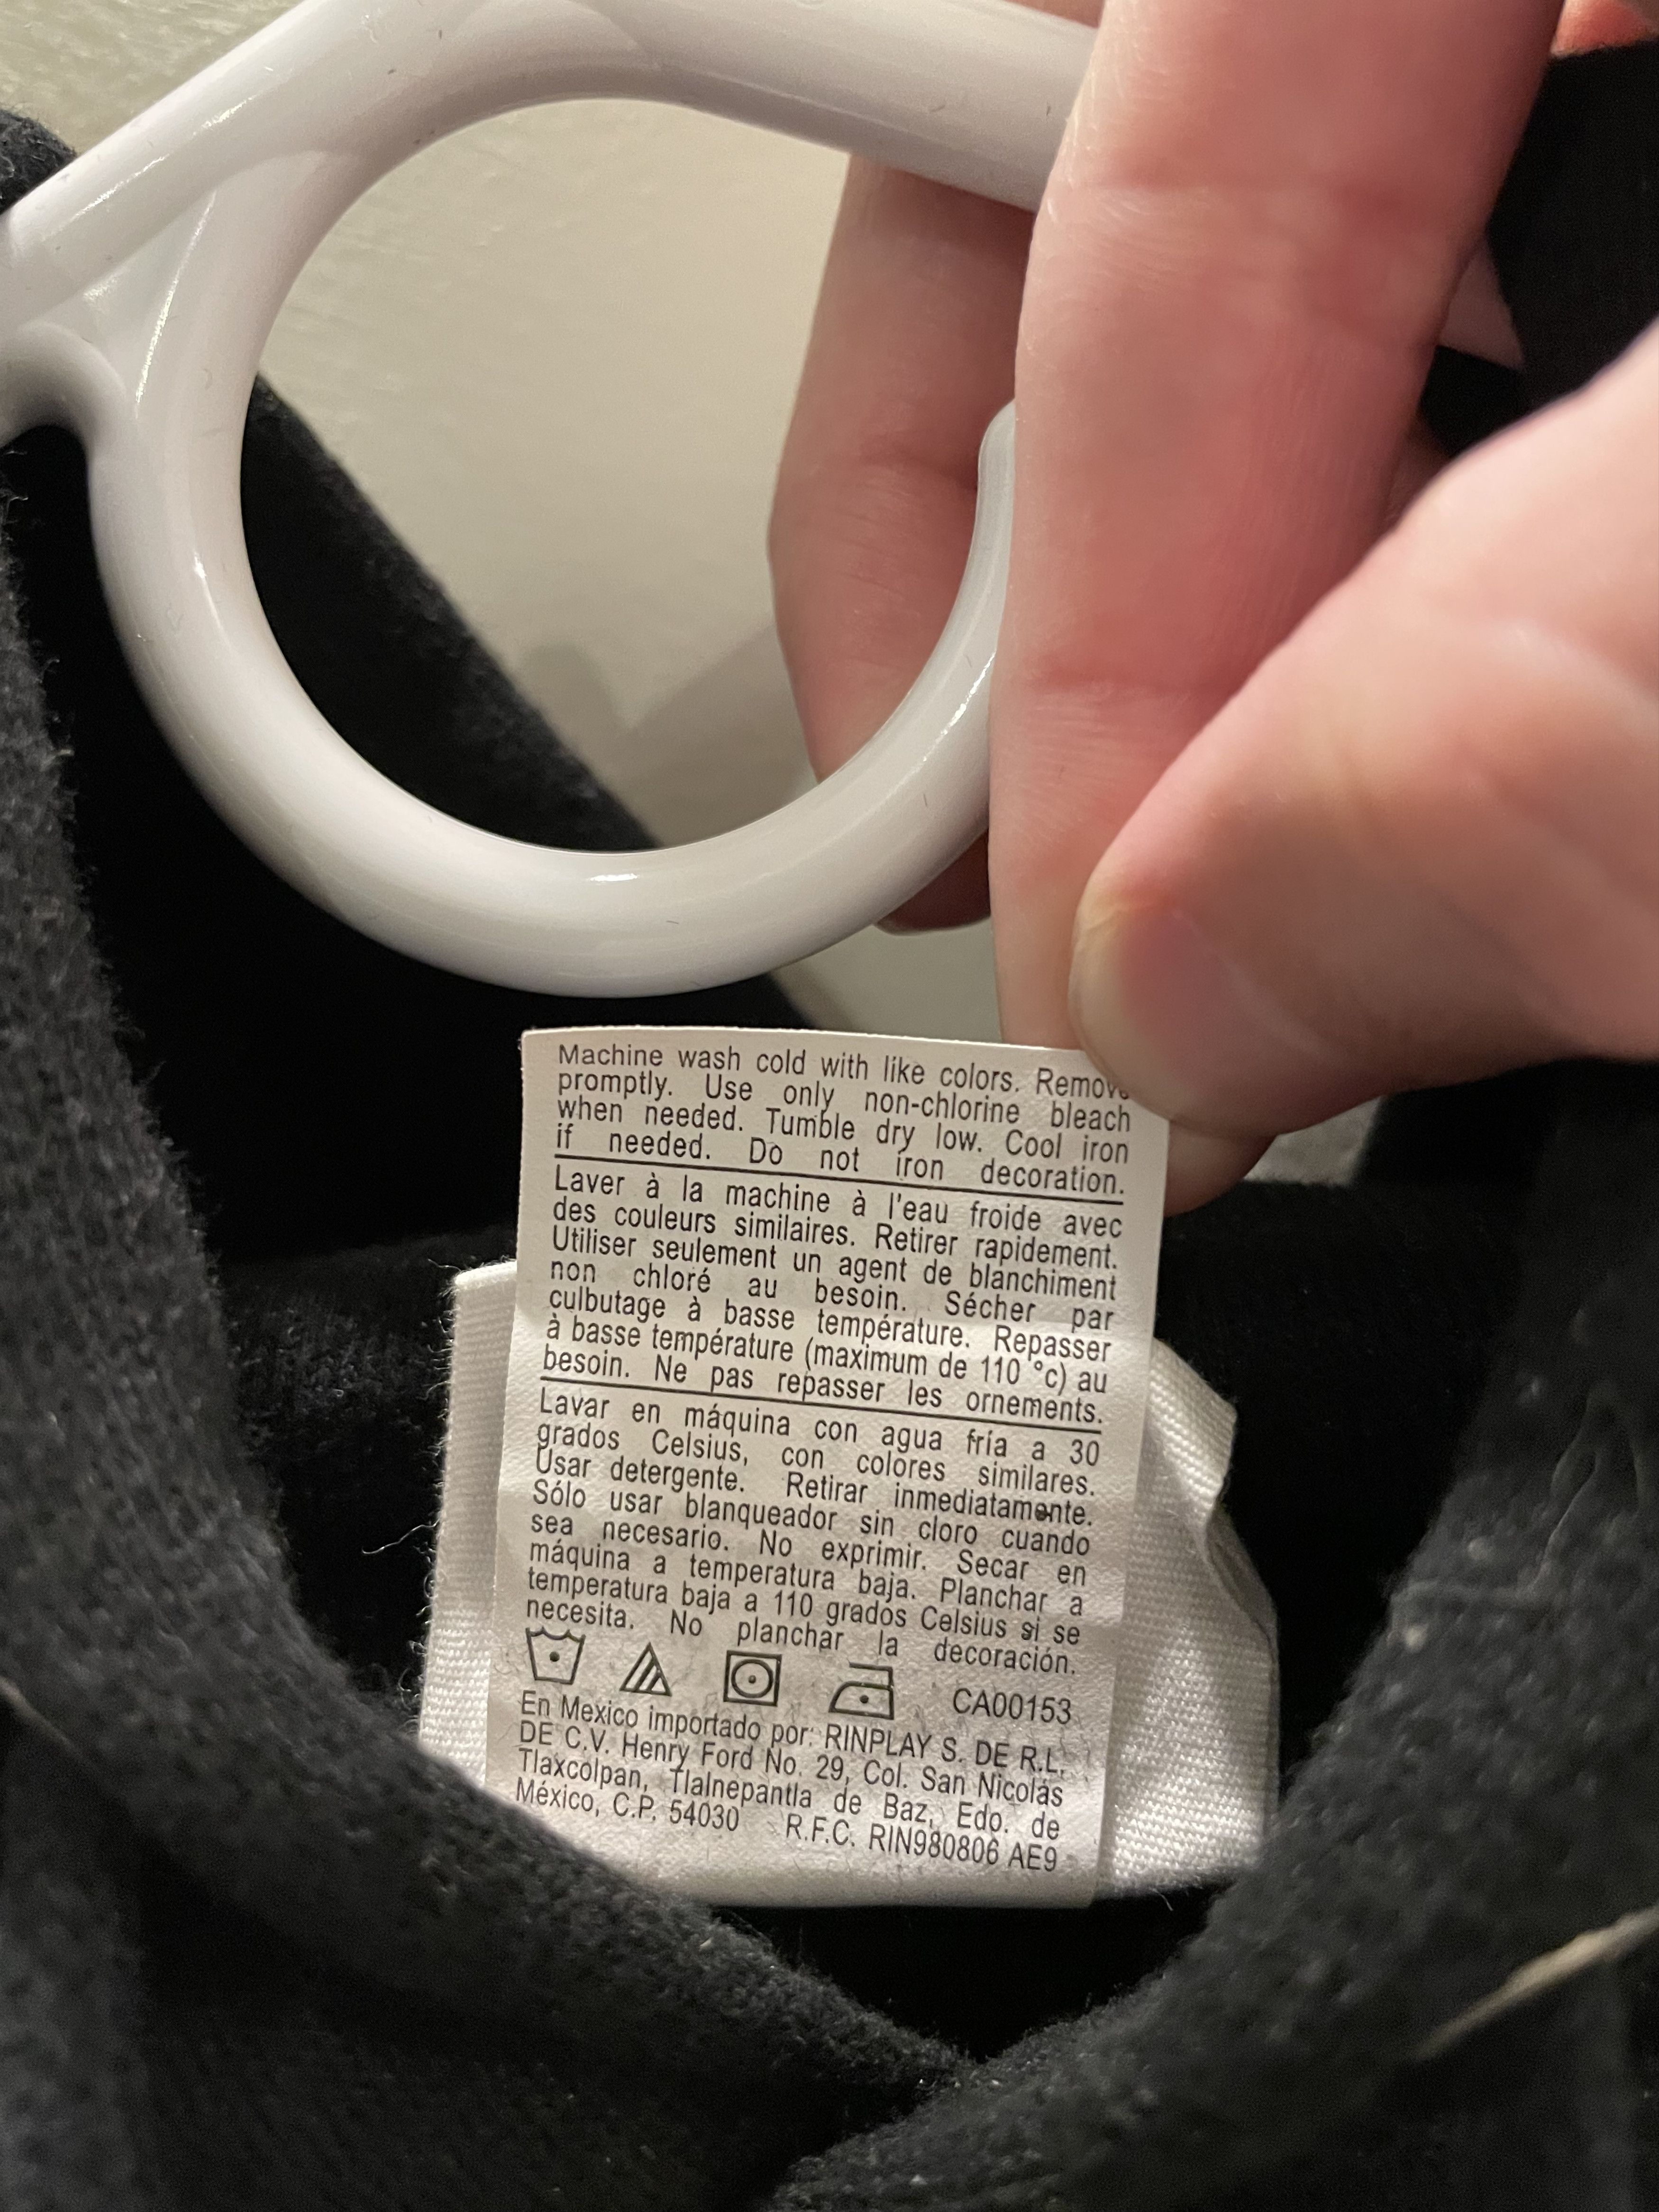 Machine wash cold with like colors. Remove
promptly. Use only non-chlorine bleach
when needed. Tumble dry low. Cool iron
if needed. Do not iron decoration.
Laver à la machine à l'eau froide avec
des couleurs similaires. Retirer rapidement.
Utiliser seulement un agent de blanchiment
non chloré au besoin. Sécher par
culbutage à basse température. Repasser
à basse température (maximum de 110 °c) au
besoin. Ne pas repasser les ornements.
Lavar en máquina con agua fría a 30
grados Celsius, con colores similares.
Usar detergente. Retirar inmediatamente.
Sólo usar blanqueador sin cloro cuando
sea necesario. No exprimir. Secar en
máquina a temperatura baja. Planchar a
temperatura baja a 110 grados Celsius si se
necesita. No planchar la decoración.
CA00153
En Mexico importado por: RINPLAY S. DE R.L.
DE C.V. Henry Ford No. 29, Col. San Nicolás
Tlaxcolpan, Tlalnepantla de Baz, Edo. de
México, C.P. 54030 R.F.C. RIN980806 AE9